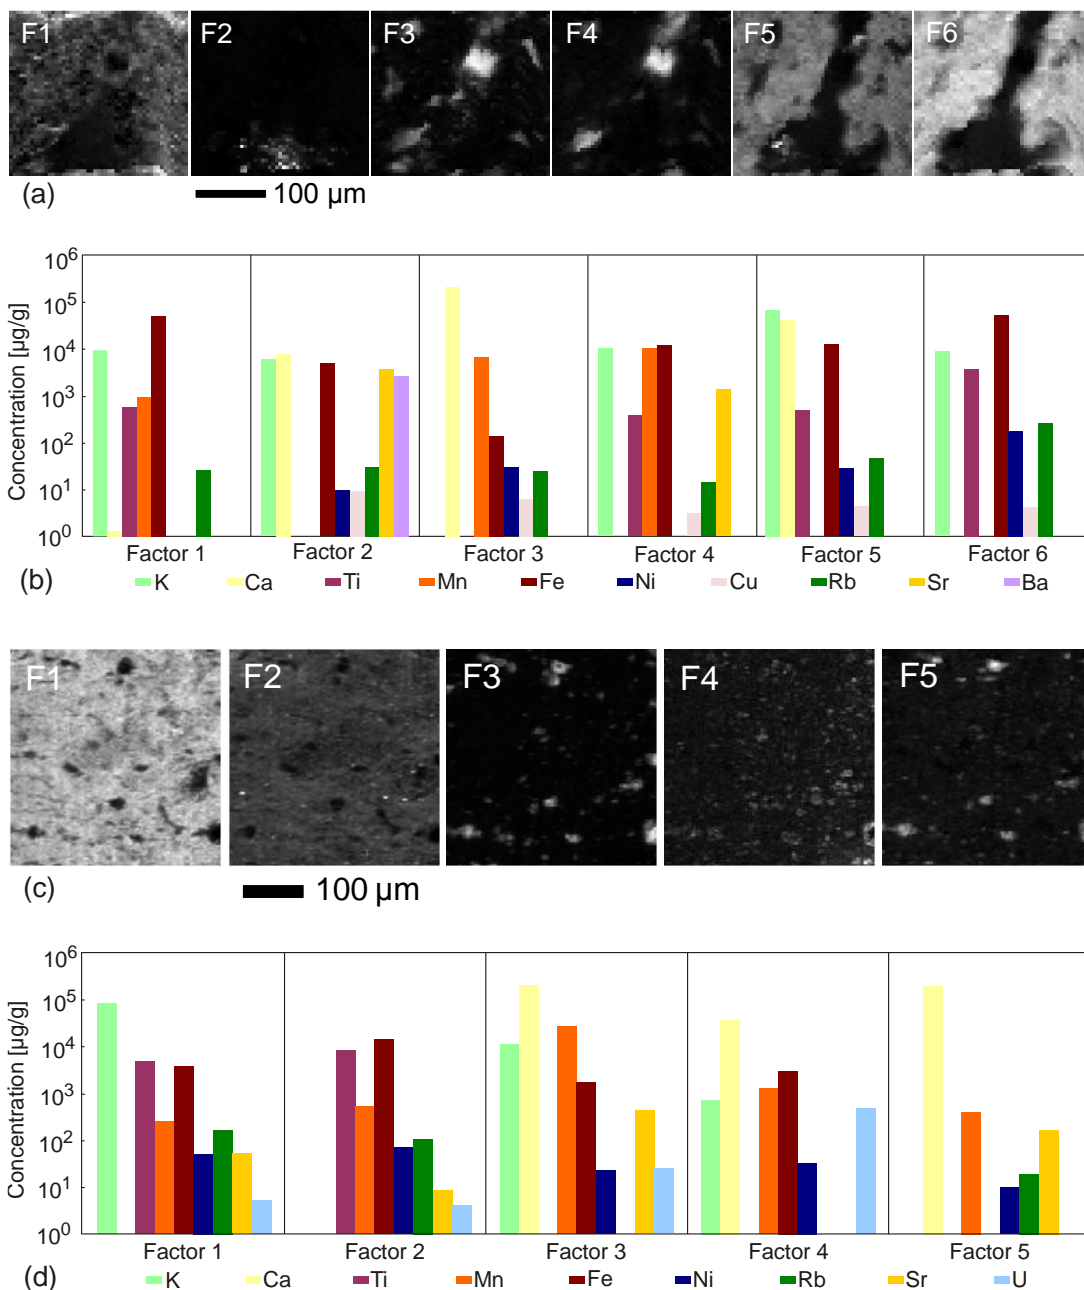 F1 F2 F3 F4 F5 F6
(a) 100 µm
Concentration [µg/g]
10^6
10^5
10^4
10^3
10^2
10^1
10^0
Factor 1 Factor 2 Factor 3 Factor 4 Factor 5 Factor 6
(b) K Ca Ti Mn Fe Ni Cu Rb Sr Ba
F1 F2 F3 F4 F5
(c) 100 µm
Concentration [µg/g]
10^6
10^5
10^4
10^3
10^2
10^1
10^0
Factor 1 Factor 2 Factor 3 Factor 4 Factor 5
(d) K Ca Ti Mn Fe Ni Rb Sr U